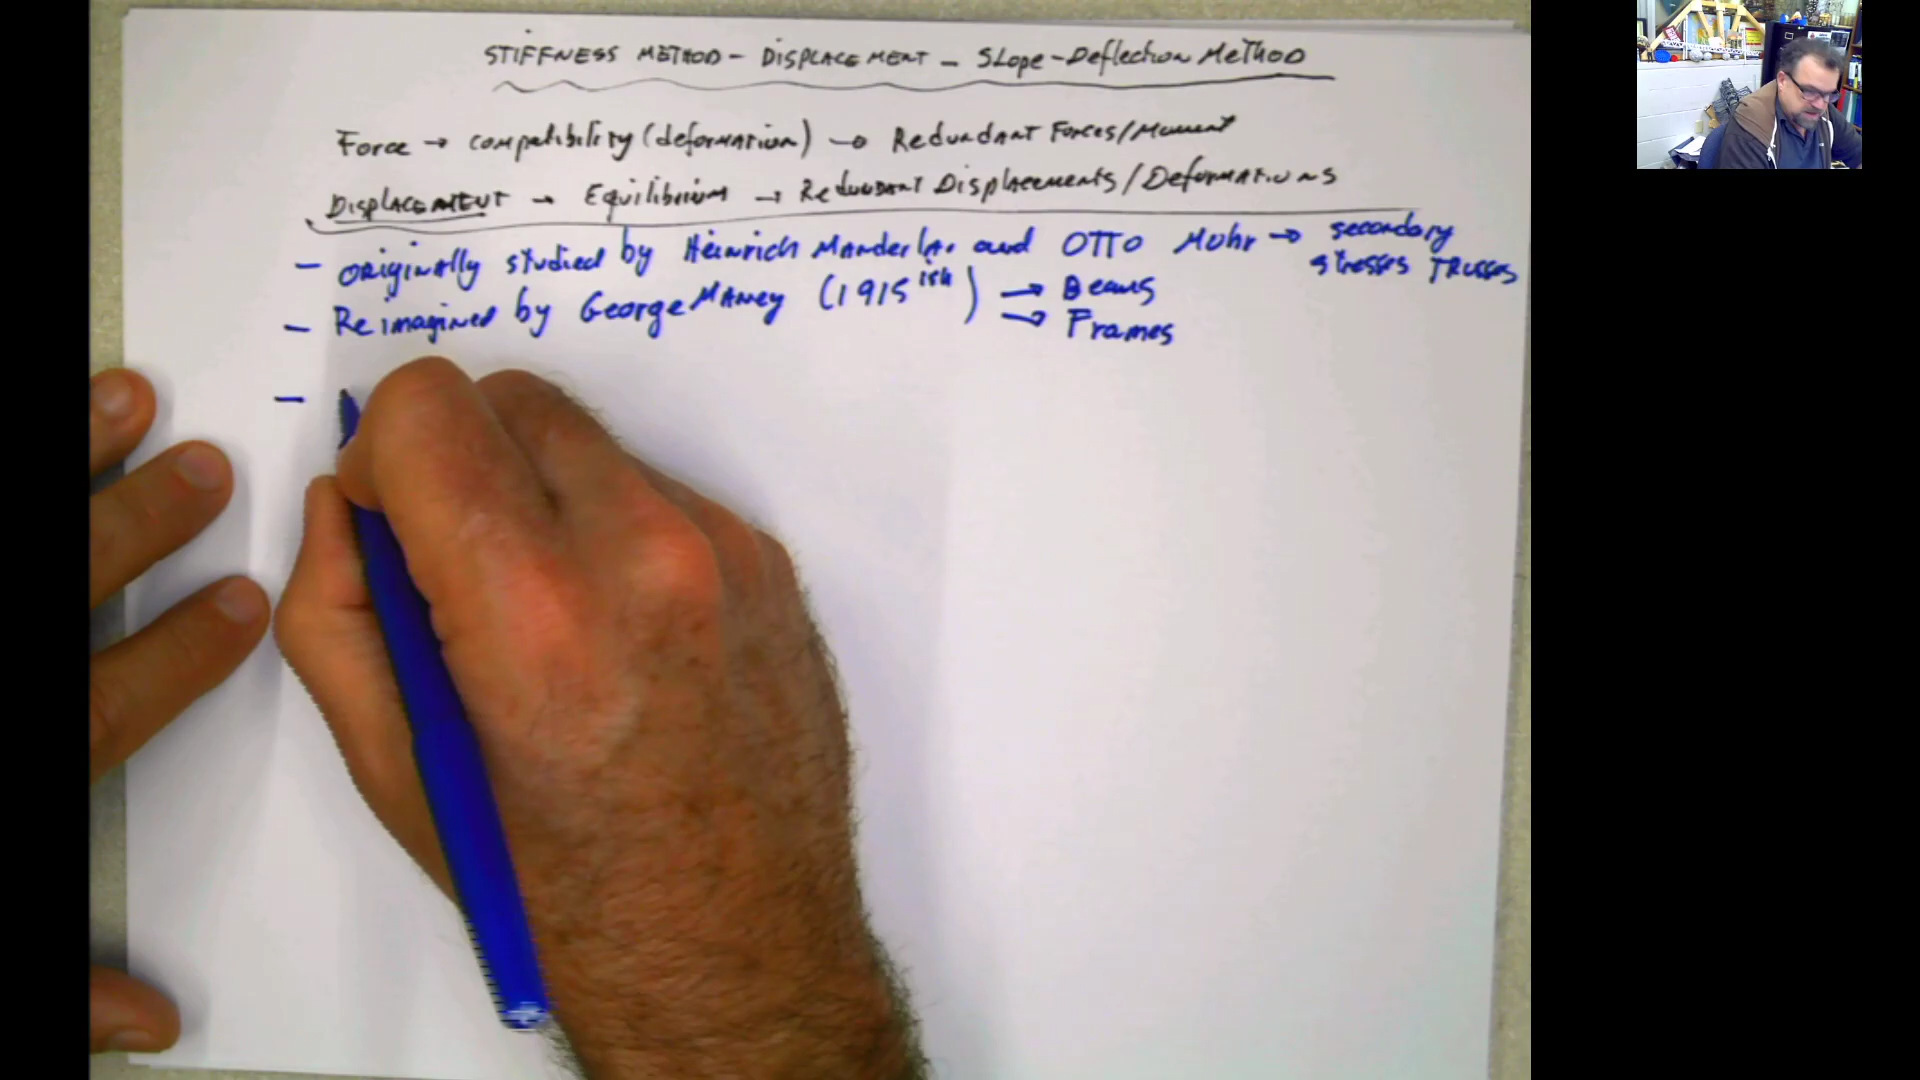 STIFFNESS METHOD - DISPLACEMENT - SLope-Deflection MeTHOD
Force → compatibility (deformation) → Redundant Forces/Moment
DISPLACEMENT → Equilibrium → Redundant Displacements/Deformations
- originally studied by Heinrich Manderla. and OTTO Mohr → secondary stresses TRUSSES
- Reimagined by George Maney (1915ish) → Beams
→ Frames
-